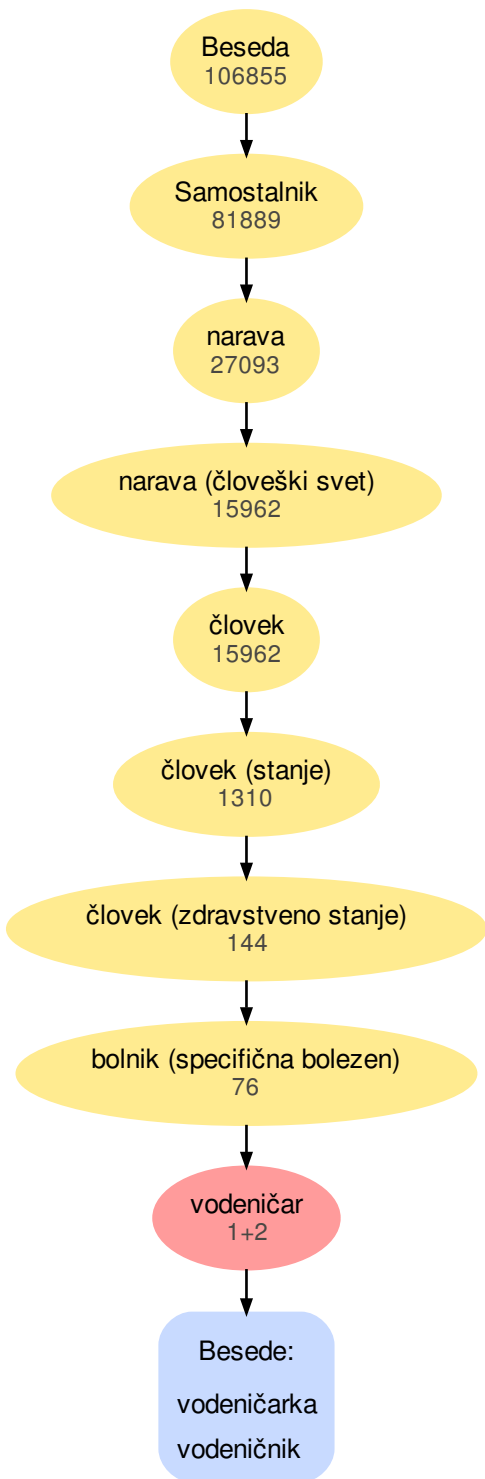 Beseda
106855
Samostalnik
81889
narava
27093
narava (človeški svet)
15962
človek
15962
človek (stanje)
1310
človek (zdravstveno stanje)
144
bolnik (specifična bolezen)
76
vodeničar
1+2
Besede:
vodeničarka
vodeničnik